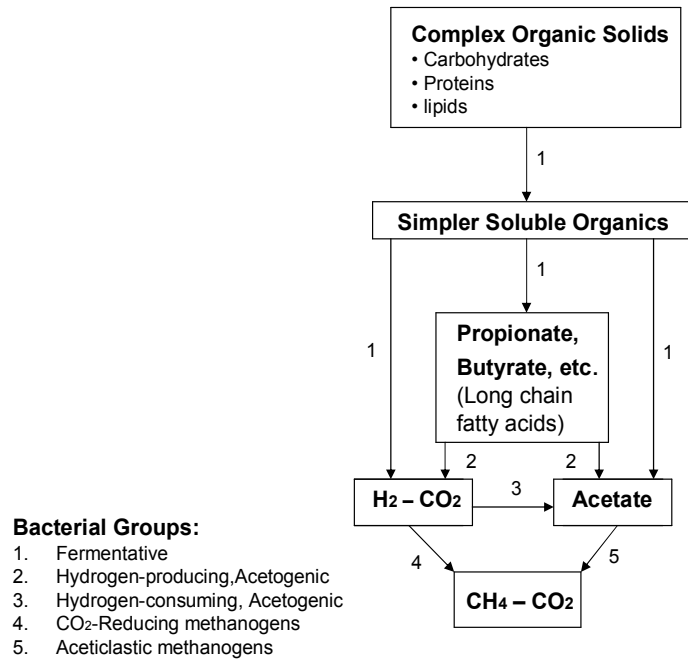 Complex Organic Solids
• Carbohydrates
• Proteins
• lipids
1
Simpler Soluble Organics
1
1
1
Propionate,
Butyrate, etc.
(Long chain
fatty acids)
2
2
H2 – CO2
3
Acetate
4
5
CH4 – CO2
Bacterial Groups:
1. Fermentative
2. Hydrogen-producing,Acetogenic
3. Hydrogen-consuming, Acetogenic
4. CO2-Reducing methanogens
5. Aceticlastic methanogens